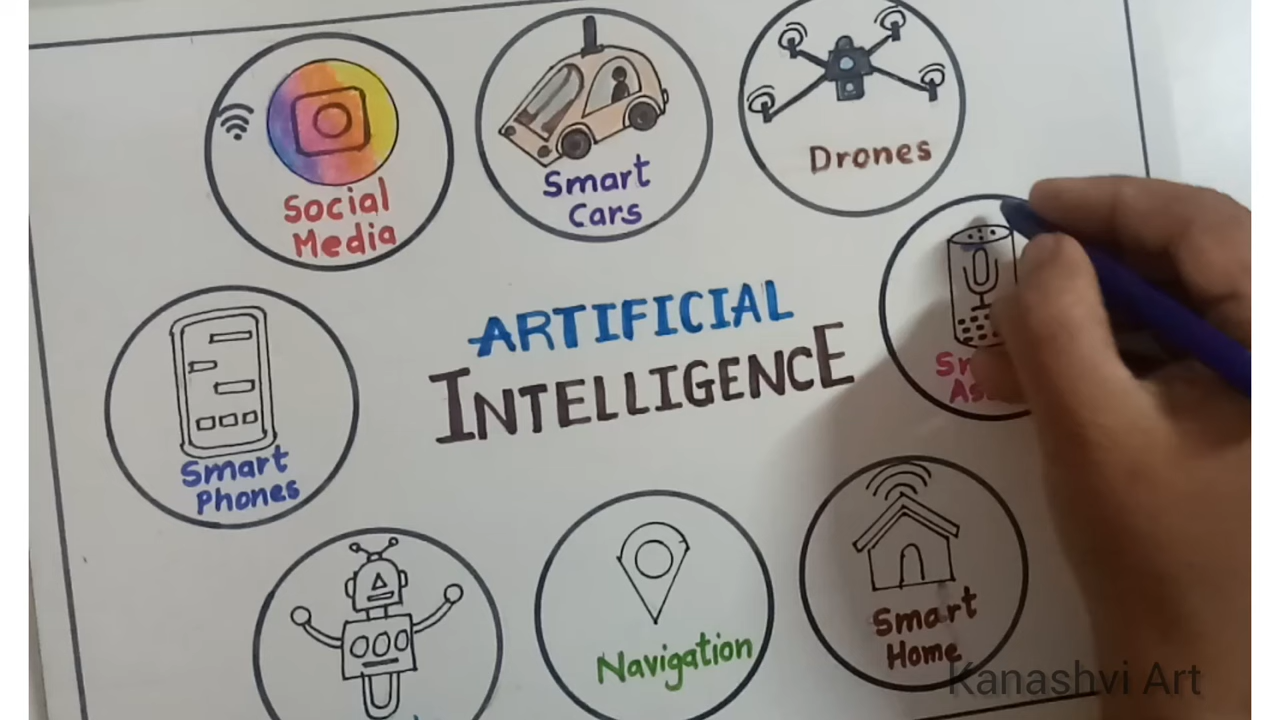 Social
Media
Smart
Cars
Drones
ARTIFICIAL
INTELLIGENCE
Smart
Phones
Navigation
Smart
Home
Kanashvi Art